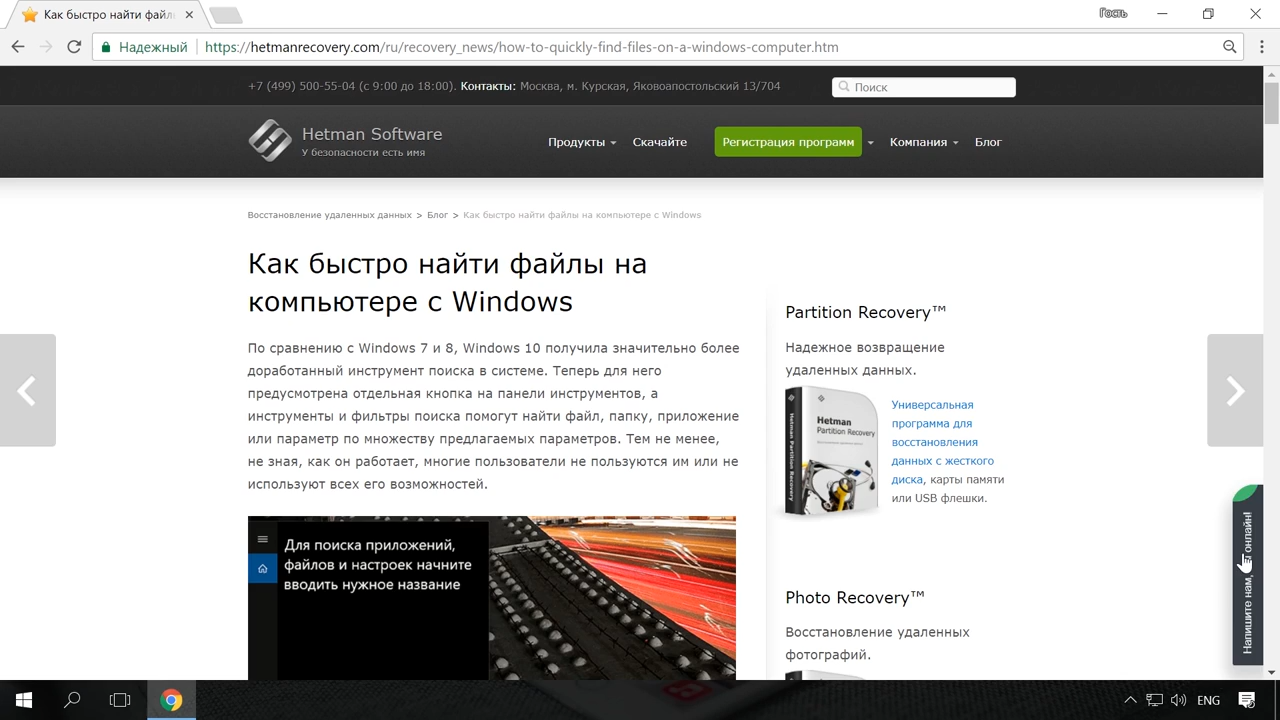 Как быстро найти файл
Гость
Надежный
https://hetmanrecovery.com/ru/recovery_news/how-to-quickly-find-files-on-a-windows-computer.htm
+7 (499) 500-55-04 (с 9:00 до 18:00). Контакты: Москва, м. Курская, Яковоапостольский 13/704
Поиск
Hetman Software
У безопасности есть имя
Продукты
Скачайте
Регистрация программ
Компания
Блог
Восстановление удаленных данных > Блог > Как быстро найти файлы на компьютере с Windows
Как быстро найти файлы на
компьютере с Windows
По сравнению с Windows 7 и 8, Windows 10 получила значительно более
доработанный инструмент поиска в системе. Теперь для него
предусмотрена отдельная кнопка на панели инструментов, а
инструменты и фильтры поиска помогут найти файл, папку, приложение
или параметр по множеству предлагаемых параметров. Тем не менее,
не зная, как он работает, многие пользователи не пользуются им или не
используют всех его возможностей.
Для поиска приложений,
файлов и настроек начните
вводить нужное название
Partition Recovery™
Надежное возвращение
удаленных данных.
Hetman
Partition Recovery
Hetman Partition Recovery
Универсальная
программа для
восстановления
данных с жесткого
диска, карты памяти
или USB флешки.
Photo Recovery™
Восстановление удаленных
фотографий.
Напишите нам, онлайн!
ENG